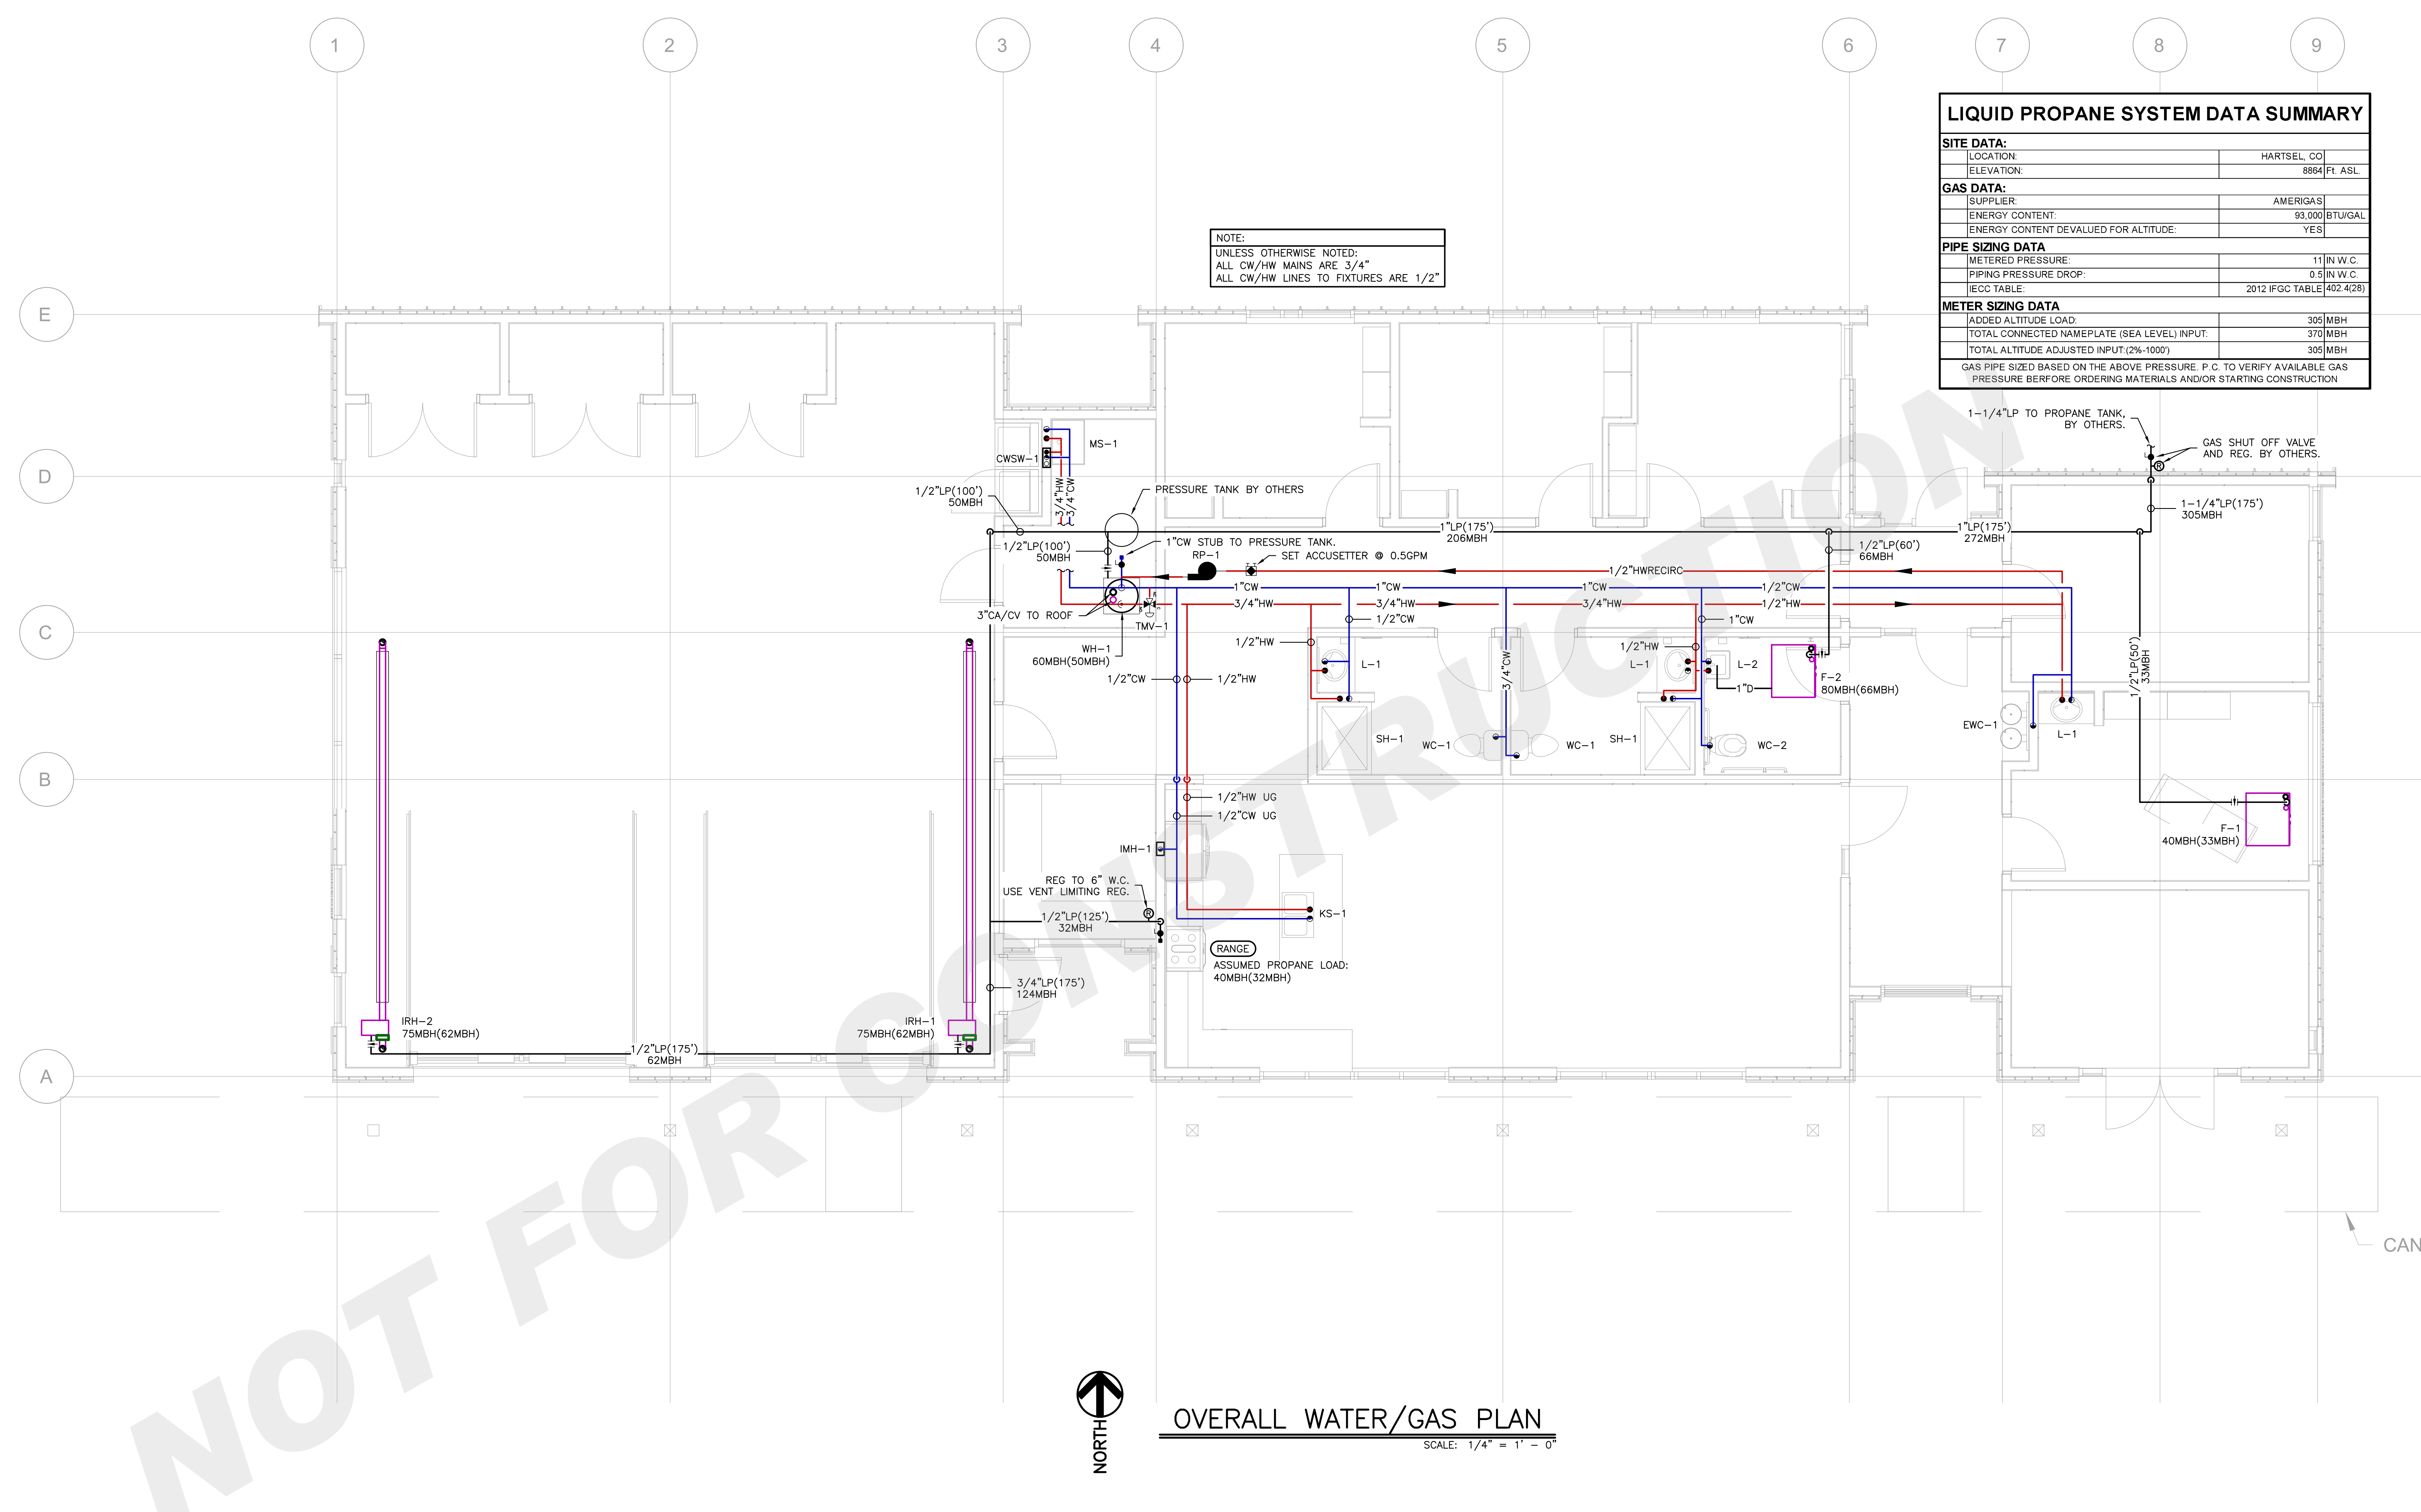 1
2
3
4
5
6
7
8
9
LIQUID PROPANE SYSTEM DATA SUMMARY
SITE DATA:
LOCATION: HARTSEL, CO
ELEVATION: 8864 Ft. ASL.
GAS DATA:
SUPPLIER: AMERIGAS
ENERGY CONTENT: 93,000 BTU/GAL
ENERGY CONTENT DEVALUED FOR ALTITUDE: YES
PIPE SIZING DATA
METERED PRESSURE: 11 IN W.C.
PIPING PRESSURE DROP: 0.5 IN W.C.
IECC TABLE: 2012 IFGC TABLE 402.4(28)
METER SIZING DATA
ADDED ALTITUDE LOAD: 305 MBH
TOTAL CONNECTED NAMEPLATE (SEA LEVEL) INPUT: 370 MBH
TOTAL ALTITUDE ADJUSTED INPUT:(2%-1000') 305 MBH
GAS PIPE SIZED BASED ON THE ABOVE PRESSURE. P.C. TO VERIFY AVAILABLE GAS
PRESSURE BERFORE ORDERING MATERIALS AND/OR STARTING CONSTRUCTION
NOTE:
UNLESS OTHERWISE NOTED:
ALL CW/HW MAINS ARE 3/4"
ALL CW/HW LINES TO FIXTURES ARE 1/2"
E
D
C
B
A
1-1/4"LP TO PROPANE TANK,
BY OTHERS.
GAS SHUT OFF VALVE
AND REG. BY OTHERS.
R
1-1/4"LP(175')
305MBH
MS-1
CWSW-1
3/4"HW
3/4"CW
1/2"LP(100')
50MBH
PRESSURE TANK BY OTHERS
1"LP(175')
206MBH
1"LP(175')
272MBH
1/2"LP(100')
50MBH
1"CW STUB TO PRESSURE TANK.
RP-1
SET ACCUSETTER @ 0.5GPM
1/2"LP(60')
66MBH
1/2"HWRECIRC
1"CW
1"CW
1"CW
1/2"CW
3/4"HW
3/4"HW
3/4"HW
1/2"HW
3"CA/CV TO ROOF
TMV-1
1/2"CW
1"CW
WH-1
60MBH(50MBH)
1/2"HW
1/2"HW
L-1
L-1
L-2
1/2"CW
1/2"HW
3/4"CW
1"D
F-2
80MBH(66MBH)
1/2"LP(50')
33MBH
EWC-1
L-1
SH-1
WC-1
WC-1
SH-1
WC-2
1/2"HW UG
1/2"CW UG
IMH-1
F-1
40MBH(33MBH)
REG TO 6" W.C.
USE VENT LIMITING REG.
R
1/2"LP(125')
32MBH
KS-1
RANGE
ASSUMED PROPANE LOAD:
40MBH(32MBH)
3/4"LP(175')
124MBH
IRH-2
75MBH(62MBH)
IRH-1
75MBH(62MBH)
1/2"LP(175')
62MBH
CAN
NOT FOR CONSTRUCTION
NORTH
OVERALL WATER/GAS PLAN
SCALE: 1/4" = 1' - 0"